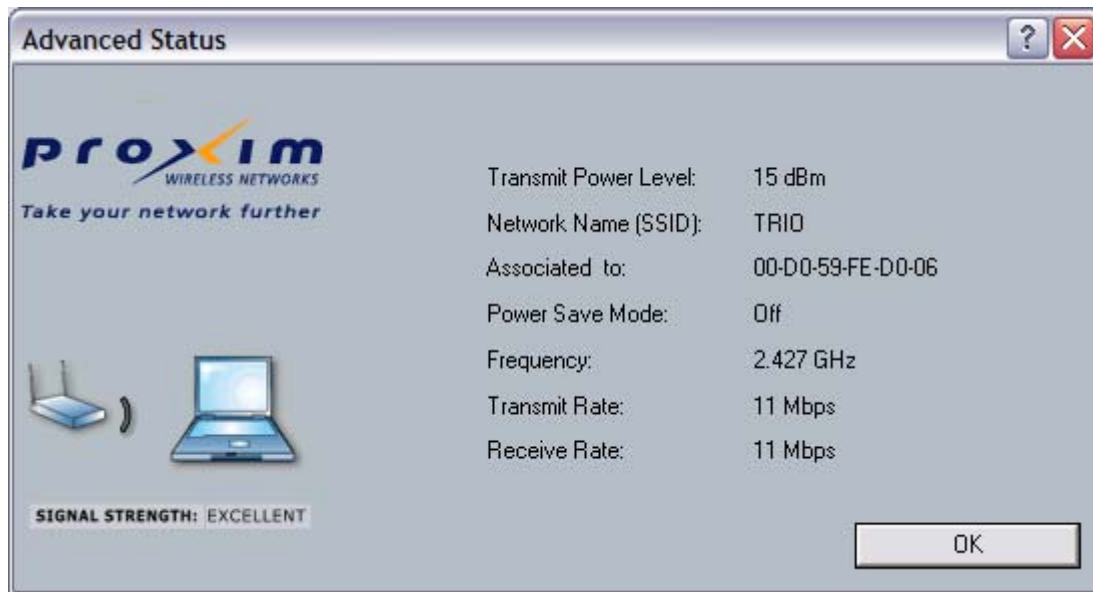 Advanced Status
proxim
WIRELESS NETWORKS
Take your network further
Transmit Power Level: 15 dBm
Network Name (SSID): TRIO
Associated to: 00-D0-59-FE-D0-06
Power Save Mode: Off
Frequency: 2.427 GHz
Transmit Rate: 11 Mbps
Receive Rate: 11 Mbps
SIGNAL STRENGTH: EXCELLENT
OK